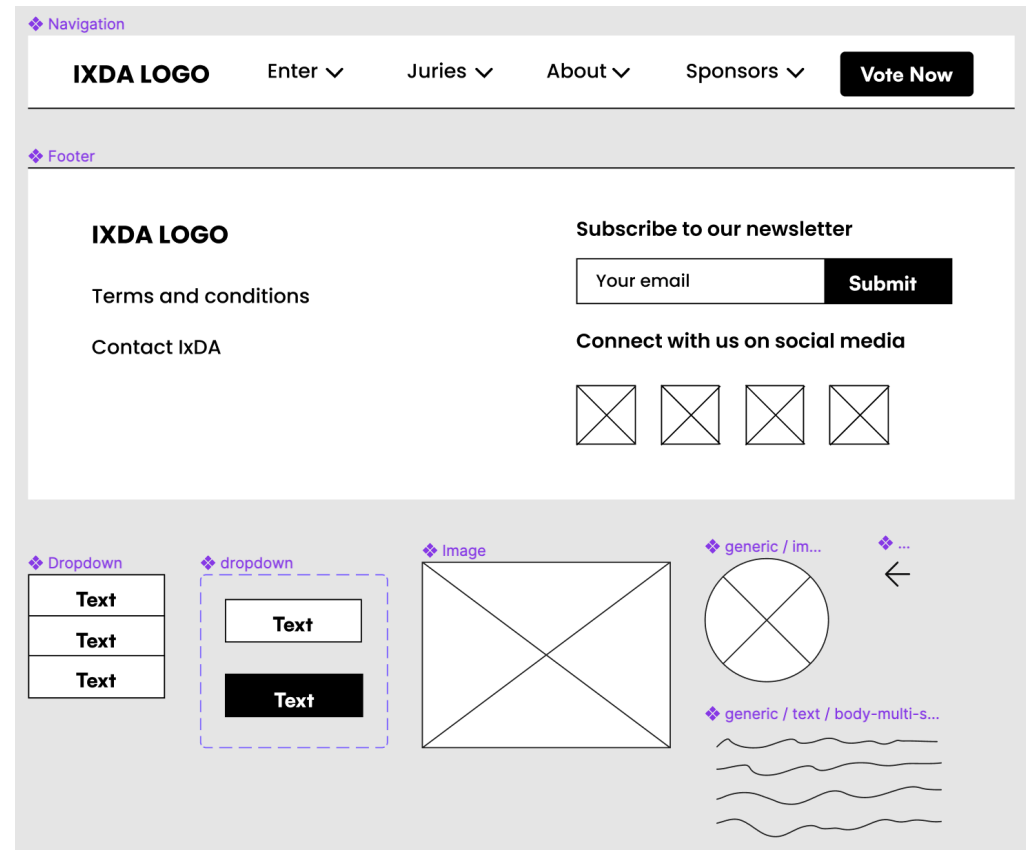 Navigation
IXDA LOGO Enter Juries About Sponsors Vote Now
Footer
IXDA LOGO
Terms and conditions
Contact IxDA
Subscribe to our newsletter
Your email Submit
Connect with us on social media
Dropdown
Text
Text
Text
dropdown
Text
Text
Image
generic / im...
...
generic / text / body-multi-s...